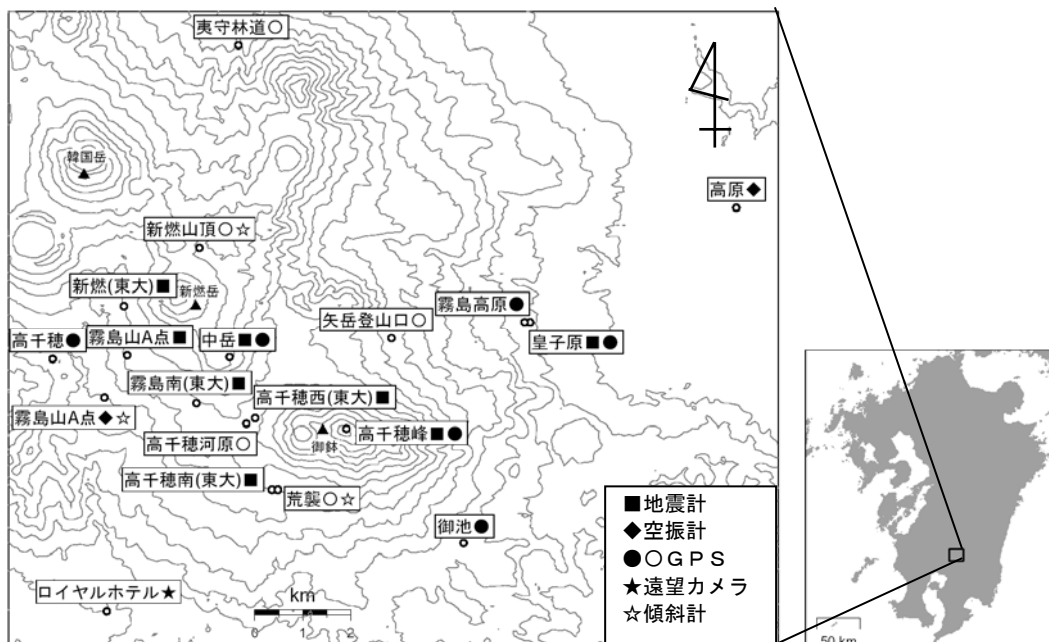 夷守林道○
韓国岳
高原◆
新燃山頂○☆
新燃(東大)■
新燃岳
霧島高原●
矢岳登山口○
皇子原■●
高千穂●
霧島山A点■
中岳■●
霧島南(東大)■
高千穂西(東大)■
霧島山A点◆☆
高千穂河原○
御鉢
高千穂峰■●
高千穂南(東大)■
荒襲○☆
御池●
ロイヤルホテル★
km
0 1 2
■地震計
◆空振計
●○GPS
★遠望カメラ
☆傾斜計
50 km